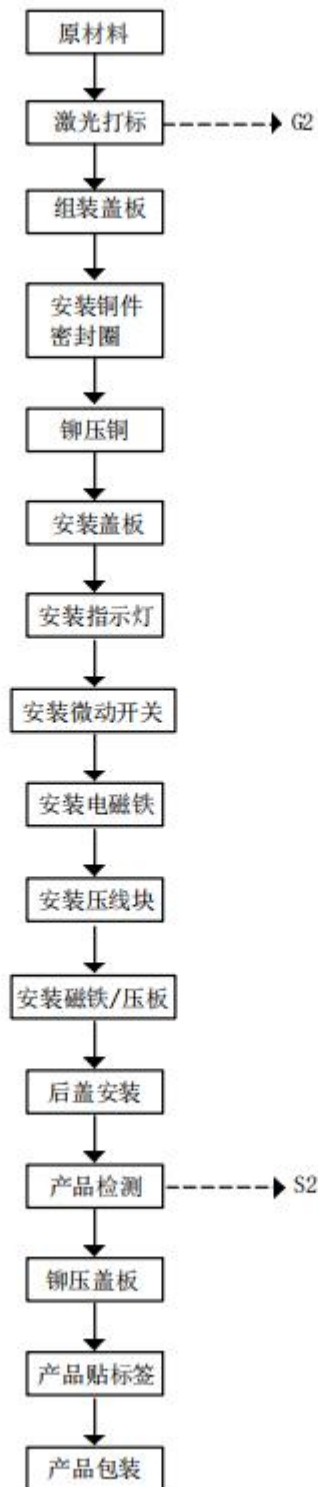 原材料
激光打标
G2
组装盖板
安装铜件
密封圈
铆压铜
安装盖板
安装指示灯
安装微动开关
安装电磁铁
安装压线块
安装磁铁/压板
后盖安装
产品检测
S2
铆压盖板
产品贴标签
产品包装